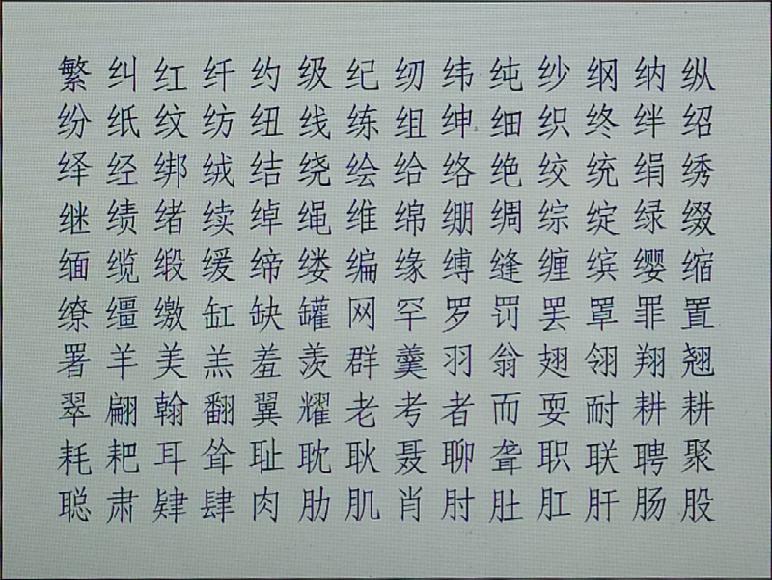 繁纠红纤约级纪纫纬纯纱纲纳纵
纷纸纹纺纽线练组绅细织终绊绍
绎经绑绒结绕绘给络绝绞统绢绣
继绩绪续绰绳维绵绷绸综绽绿缀
缅缆缎缓缔缕编缘缚缝缠缤缨缩
缭缰缴缸缺罐网罕罗罚罢罩罪置
署羊美羔羞羡群羹羽翁翅翎翔翘
翠翩翰翻翼耀老考者而耍耐耕耕
耗耙耳耸耻耽耿聂聊聋职联聘聚
聪肃肄肆肉肋肌肖肘肚肛肝肠股